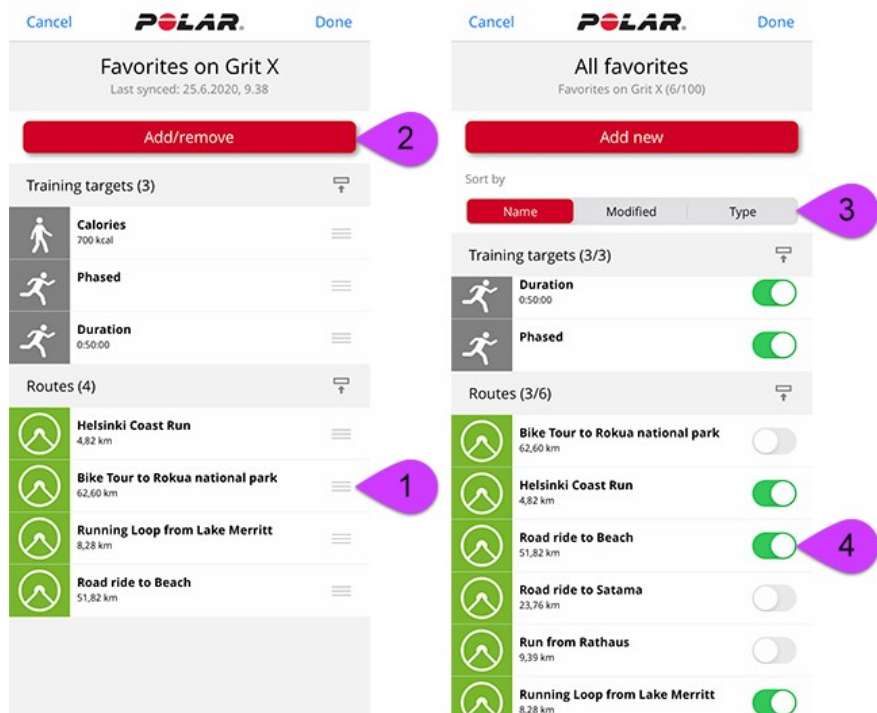 Cancel
POLAR.
Done
Favorites on Grit X
Last synced: 25.6.2020, 9.38
Add/remove
2
Training targets (3)
Calories
700 kcal
Phased
Duration
0:50:00
Routes (4)
Helsinki Coast Run
4,82 km
Bike Tour to Rokua national park
62,60 km
1
Running Loop from Lake Merritt
8,28 km
Road ride to Beach
51,82 km
Cancel
POLAR.
Done
All favorites
Favorites on Grit X (6/100)
Add new
Sort by
Name Modified Type
3
Training targets (3/3)
Duration
0:50:00
Phased
Routes (3/6)
Bike Tour to Rokua national park
62,60 km
Helsinki Coast Run
4,82 km
Road ride to Beach
51,82 km
4
Road ride to Satama
23,76 km
Run from Rathaus
9,39 km
Running Loop from Lake Merritt
8,28 km